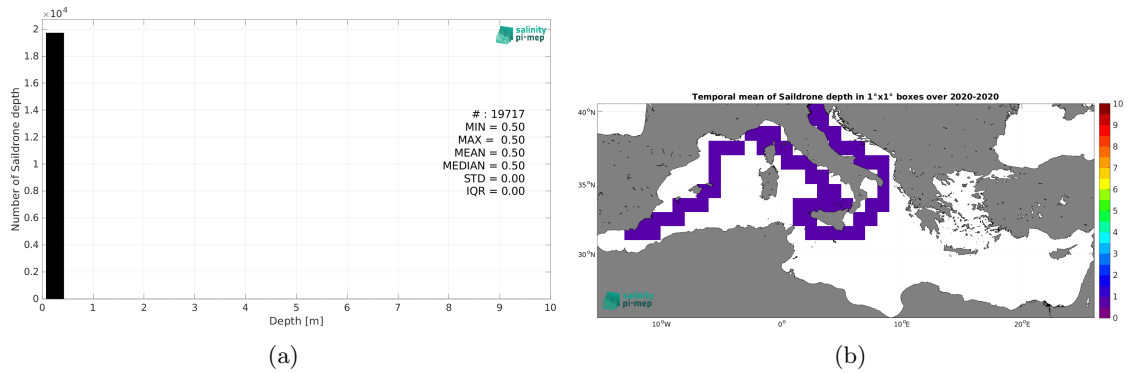 ×10⁴
2
1.8
1.6
1.4
1.2
1
0.8
0.6
0.4
0.2
0
Number of Saildrone depth
salinity
pi-mep
# : 19717
MIN = 0.50
MAX = 0.50
MEAN = 0.50
MEDIAN = 0.50
STD = 0.00
IQR = 0.00
0 1 2 3 4 5 6 7 8 9 10
Depth [m]
(a)
Temporal mean of Saildrone depth in 1°x1° boxes over 2020-2020
40°N
35°N
30°N
10°W 0° 10°E 20°E
salinity
pi-mep
10
9
8
7
6
5
4
3
2
1
0
(b)